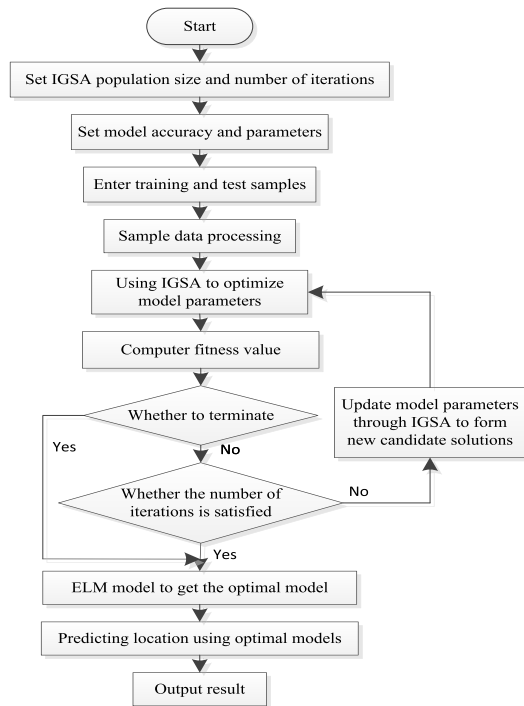 Start
Set IGSA population size and number of iterations
Set model accuracy and parameters
Enter training and test samples
Sample data processing
Using IGSA to optimize
model parameters
Computer fitness value
Whether to terminate
Yes
No
Update model parameters
through IGSA to form
new candidate solutions
Whether the number of
iterations is satisfied
No
Yes
ELM model to get the optimal model
Predicting location using optimal models
Output result